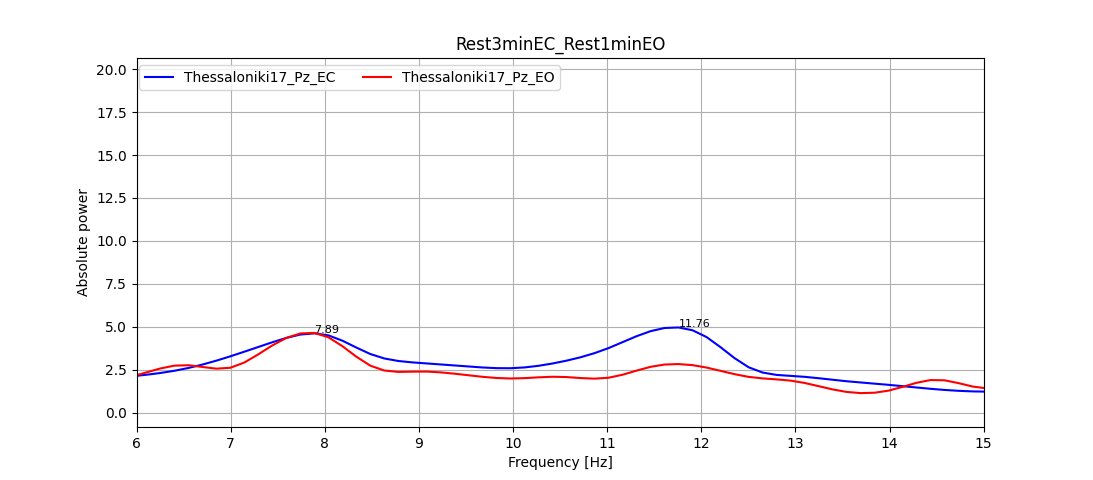 Rest3minEC_Rest1minEO
Thessaloniki17_Pz_EC
Thessaloniki17_Pz_EO
20.0
17.5
15.0
12.5
10.0
7.5
5.0
2.5
0.0
Absolute power
7.89
11.76
6 7 8 9 10 11 12 13 14 15
Frequency [Hz]